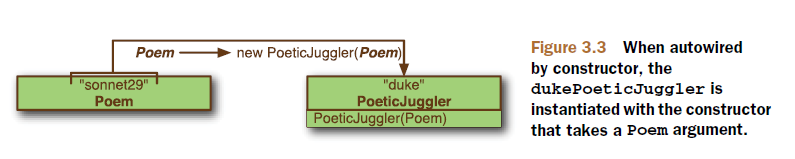 Poem
new PoeticJuggler(Poem)
"sonnet29"
Poem
"duke"
PoeticJuggler
PoeticJuggler(Poem)
Figure 3.3 When autowired
by constructor, the
dukePoeticJuggler is
instantiated with the constructor
that takes a Poem argument.